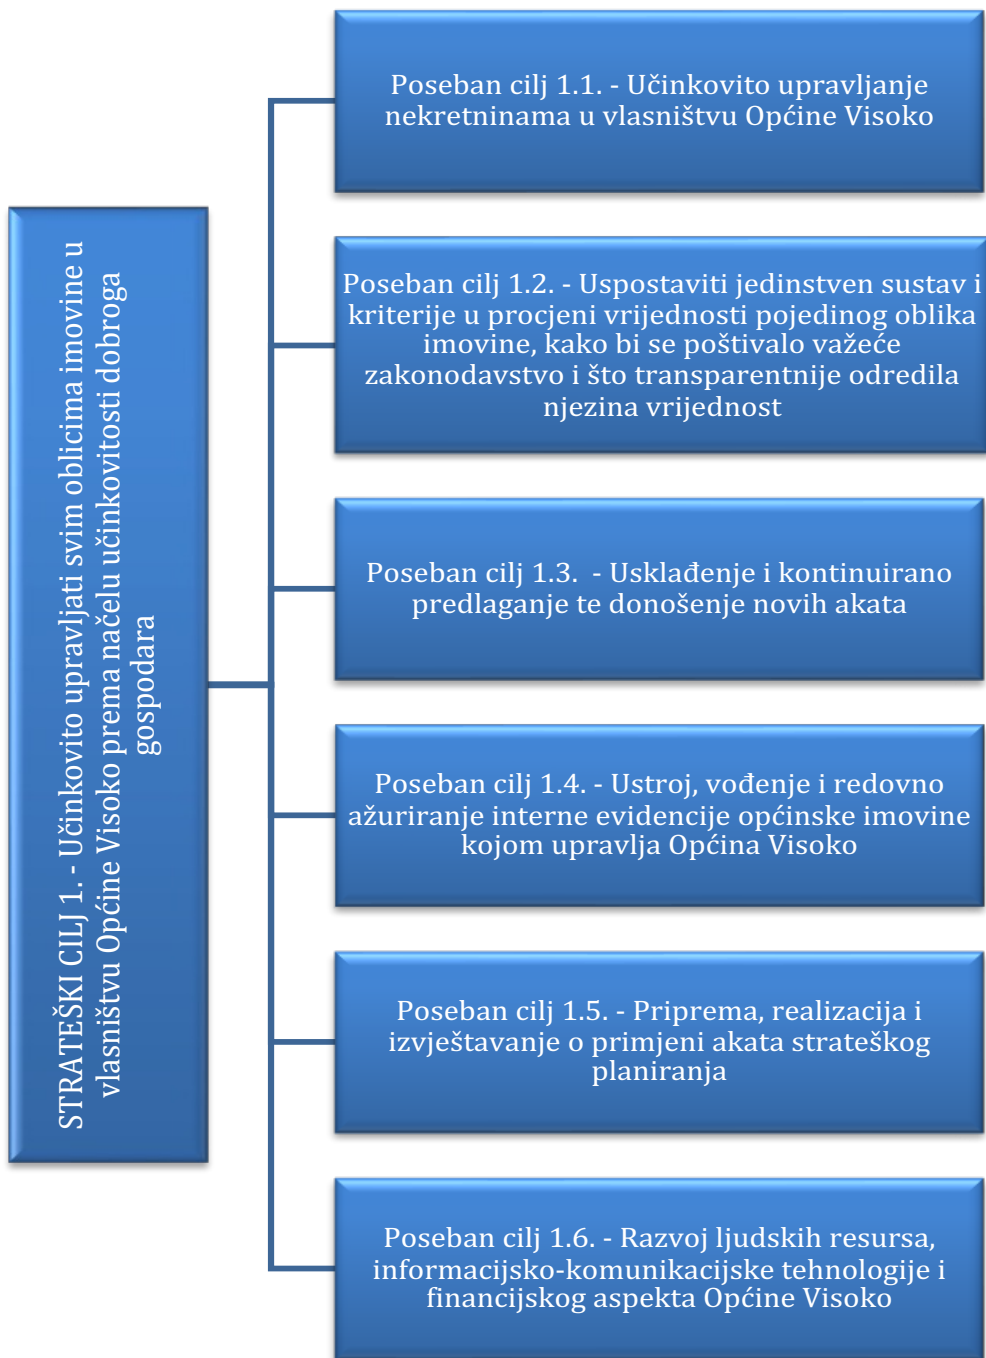 STRATEŠKI CILJ 1. - Učinkovito upravljati svim oblicima imovine u
vlasništvu Općine Visoko prema načelu učinkovitosti dobroga
gospodara
Poseban cilj 1.1. - Učinkovito upravljanje
nekretninama u vlasništvu Općine Visoko
Poseban cilj 1.2. - Uspostaviti jedinstven sustav i
kriterije u procjeni vrijednosti pojedinog oblika
imovine, kako bi se poštivalo važeće
zakonodavstvo i što transparentnije odredila
njezina vrijednost
Poseban cilj 1.3.  - Usklađenje i kontinuirano
predlaganje te donošenje novih akata
Poseban cilj 1.4. - Ustroj, vođenje i redovno
ažuriranje interne evidencije općinske imovine
kojom upravlja Općina Visoko
Poseban cilj 1.5. - Priprema, realizacija i
izvještavanje o primjeni akata strateškog
planiranja
Poseban cilj 1.6. - Razvoj ljudskih resursa,
informacijsko-komunikacijske tehnologije i
financijskog aspekta Općine Visoko